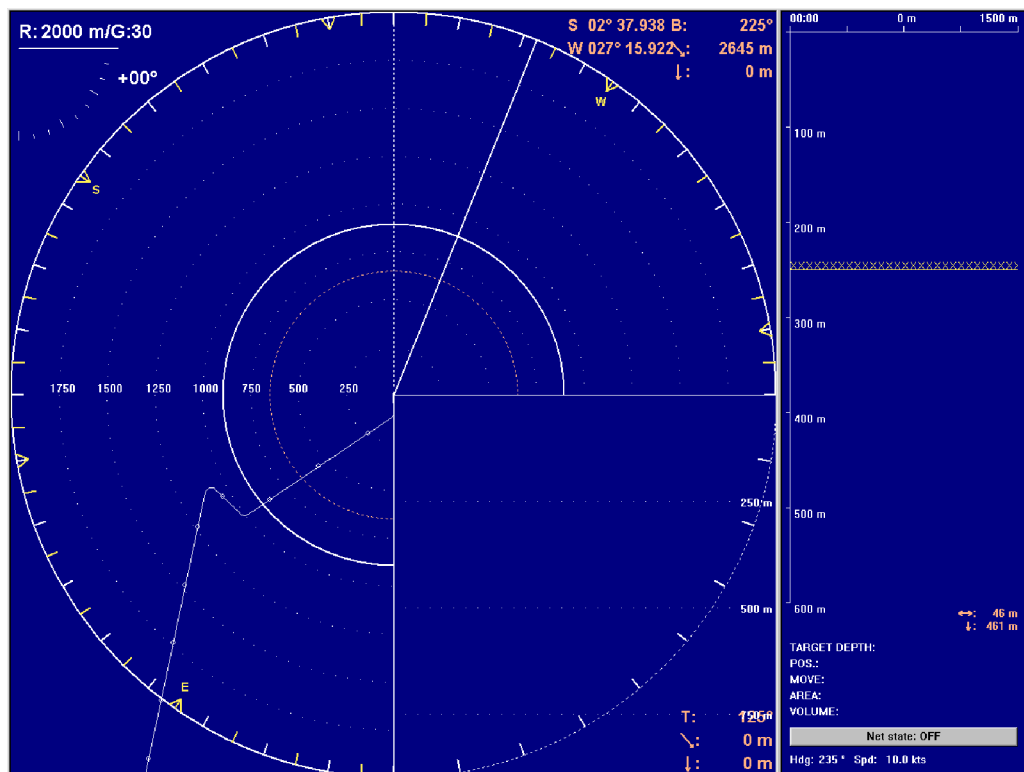 R: 2000 m/G:30
+00°
S 02° 37.938 B: 225°
W 027° 15.922 ↘: 2645 m
↓: 0 m
W
S
1750 1500 1250 1000 750 500 250
250 m
500 m
E
750 m
T: 125°
↘: 0 m
↓: 0 m
00:00 0 m 1500 m
100 m
200 m
300 m
400 m
500 m
600 m
↔: 46 m
↓: 461 m
TARGET DEPTH:
POS.:
MOVE:
AREA:
VOLUME:
Net state: OFF
Hdg: 235 ° Spd: 10.0 kts